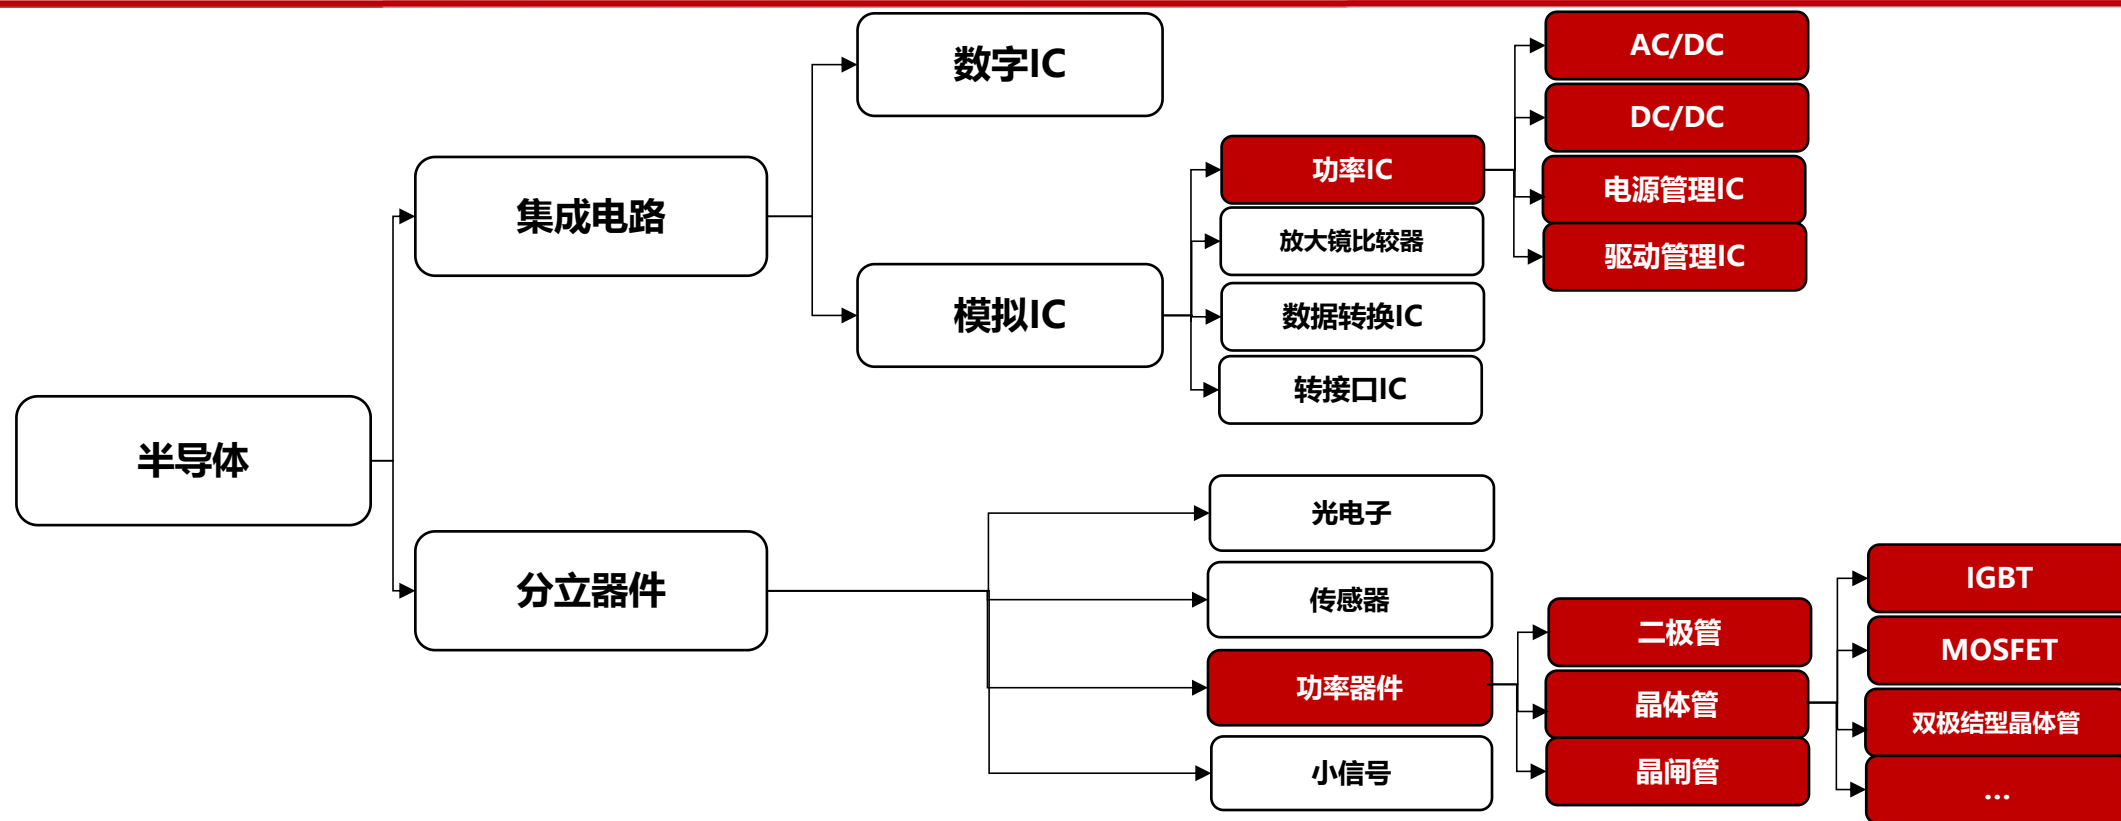 数字IC
AC/DC
DC/DC
功率IC
电源管理IC
集成电路
放大镜比较器
驱动管理IC
模拟IC
数据转换IC
转接口IC
半导体
光电子
分立器件
传感器
IGBT
二极管
MOSFET
功率器件
晶体管
双极结型晶体管
小信号
晶闸管
...